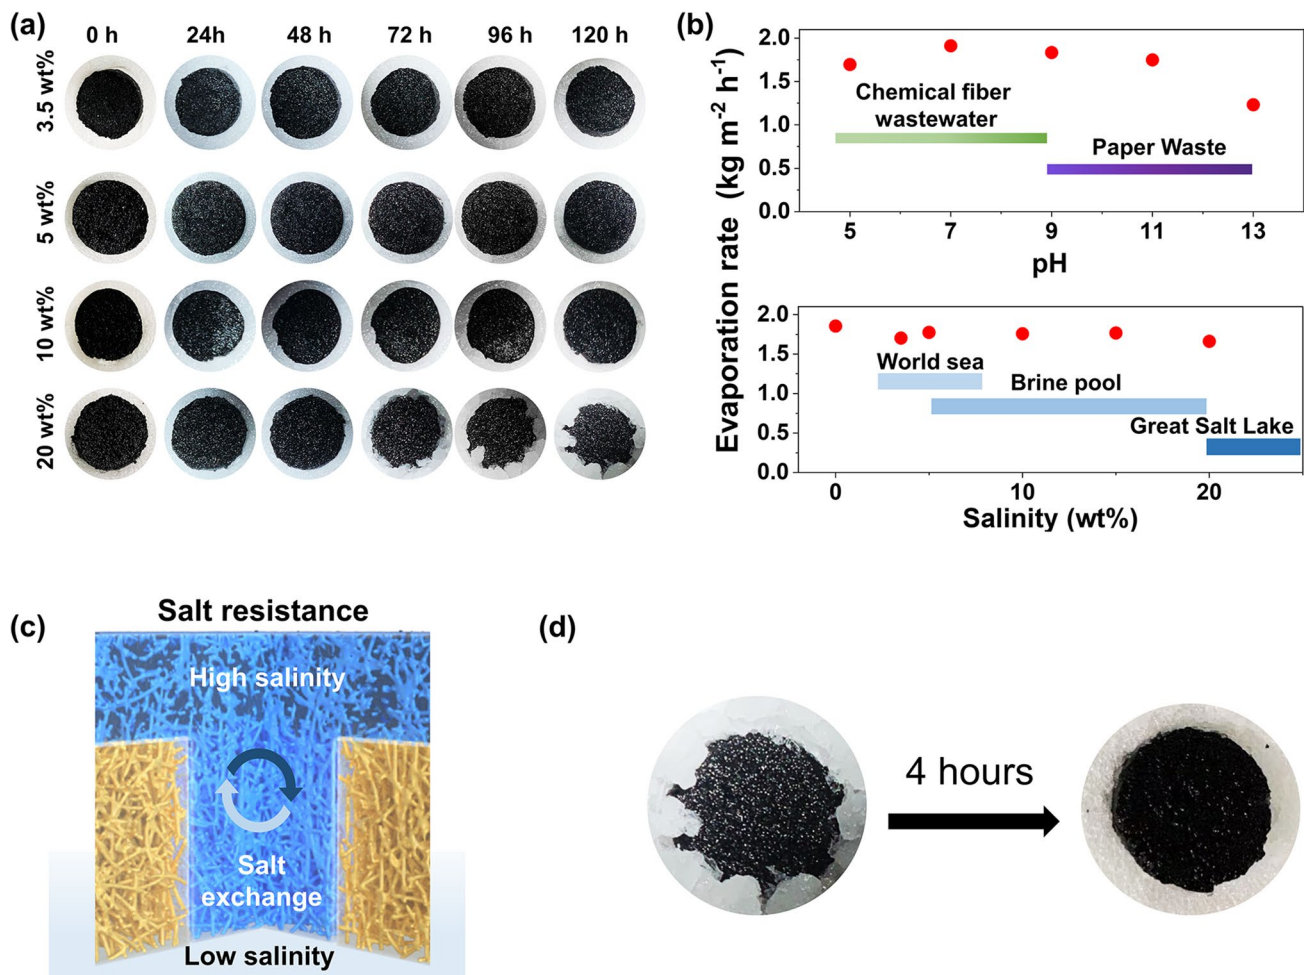 (a)
0 h 24h 48 h 72 h 96 h 120 h
3.5 wt%
5 wt%
10 wt%
20 wt%
(b)
Evaporation rate (kg m⁻² h⁻¹)
2.0
1.5
1.0
0.5
0.0
Chemical fiber
wastewater
Paper Waste
5 7 9 11 13
pH
2.0
1.5
1.0
0.5
0.0
World sea
Brine pool
Great Salt Lake
0 10 20
Salinity (wt%)
(c)
Salt resistance
High salinity
Salt
exchange
Low salinity
(d)
4 hours